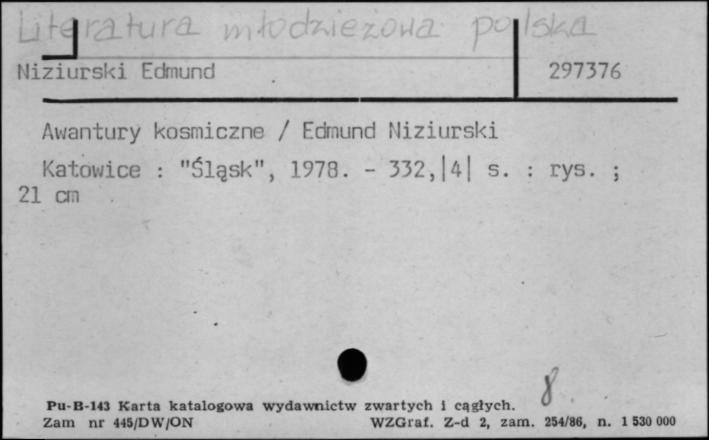 Literatura młodzieżowa polska
Niziurski Edmund 297376
Awantury kosmiczne / Edmund Niziurski
Katowice : "Śląsk", 1978. - 332,|4| s. : rys. ;
21 cm
8
Pu-B-143 Karta katalogowa wydawnictw zwartych i cągłych.
Zam nr 445/DW/ON WZGraf. Z-d 2, zam. 254/86, n. 1 530 000